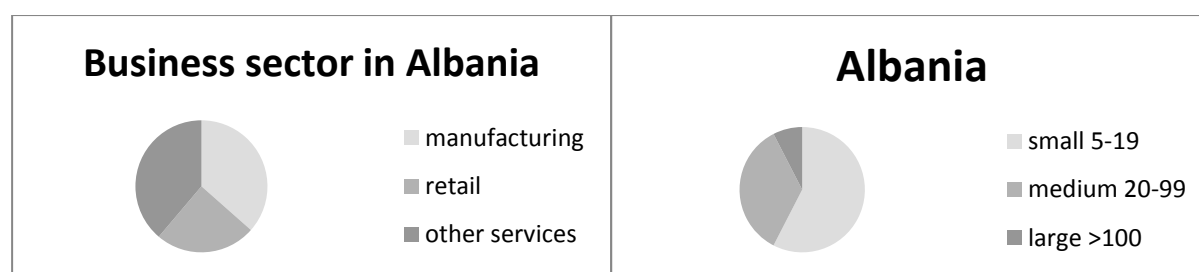 Business sector in Albania
manufacturing
retail
other services
Albania
small 5-19
medium 20-99
large >100